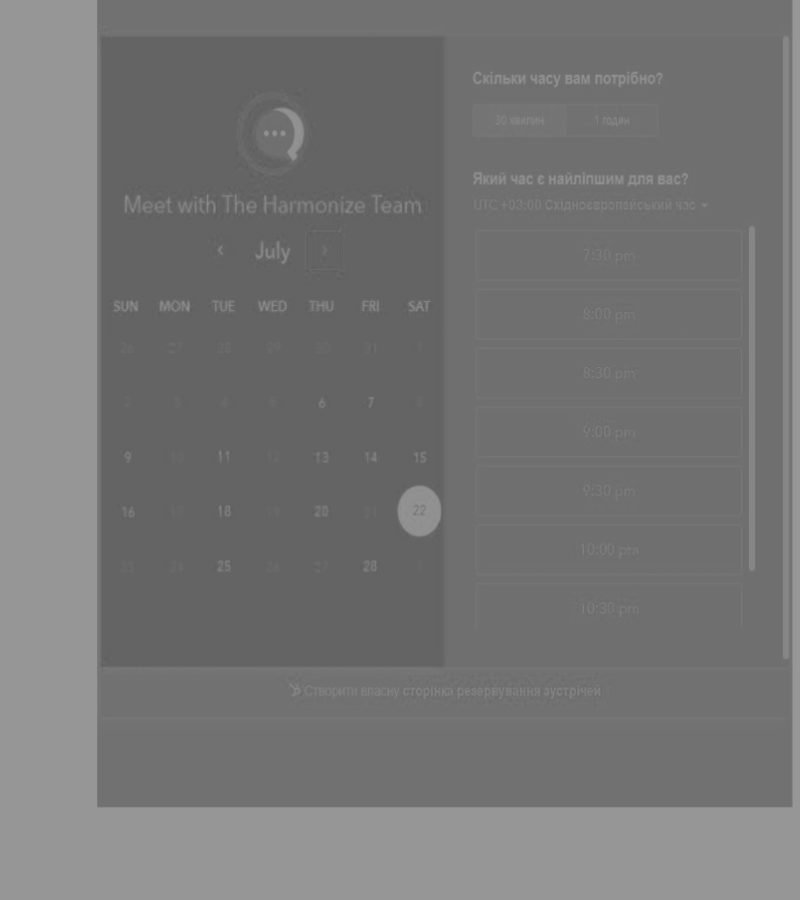 Meet with The Harmonize Team
July
SUN MON TUE WED THU FRI SAT
26 27 28 29 30 31 1
2 3 4 5 6 7 8
9 10 11 12 13 14 15
16 17 18 19 20 21 22
23 24 25 26 27 28 1
Скільки часу вам потрібно?
30 хвилин 1 годин
Який час є найліпшим для вас?
UTC +03:00 Східноєвропейський час
7:30 pm
8:00 pm
8:30 pm
9:00 pm
9:30 pm
10:00 pm
10:30 pm
Створити власну сторінка резервування зустрічей